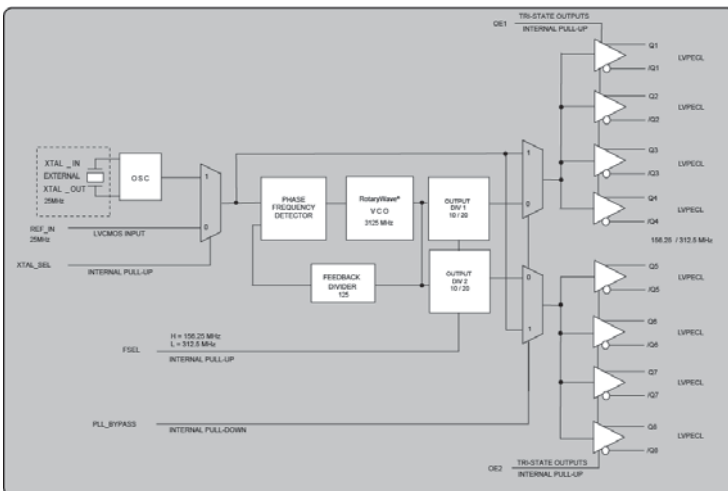 TRI-STATE OUTPUTS
OE1
INTERNAL PULL-UP
Q1
LVPECL
/Q1
Q2
LVPECL
/Q2
Q3
LVPECL
/Q3
Q4
LVPECL
/Q4
XTAL _IN
EXTERNAL
XTAL _OUT
25MHz
OSC
1
0
REF_IN
25MHz
LVCMOS INPUT
XTAL_SEL
INTERNAL PULL-UP
PHASE
FREQUENCY
DETECTOR
RotaryWave®
VCO
3125 MHz
OUTPUT
DIV 1
10 / 20
1
0
FEEDBACK
DIVIDER
125
OUTPUT
DIV 2
10 / 20
0
1
156.25 / 312.5 MHz
H = 156.25 MHz
L = 312.5 MHz
FSEL
INTERNAL PULL-UP
PLL_BYPASS
INTERNAL PULL-DOWN
Q5
LVPECL
/Q5
Q6
LVPECL
/Q6
Q7
LVPECL
/Q7
Q8
LVPECL
/Q8
TRI-STATE OUTPUTS
OE2
INTERNAL PULL-UP